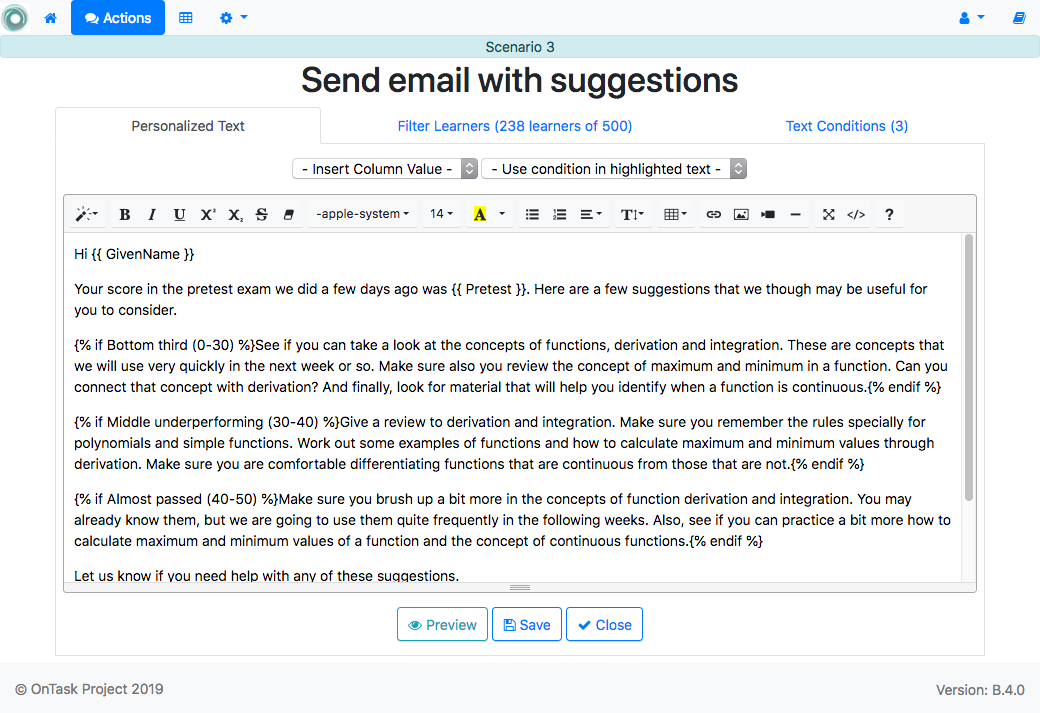 Actions
Scenario 3
Send email with suggestions
Personalized Text
Filter Learners (238 learners of 500)
Text Conditions (3)
- Insert Column Value -
- Use condition in highlighted text -
B I U X² X₂ S -apple-system 14 A T! </> ?
Hi {{ GivenName }}
Your score in the pretest exam we did a few days ago was {{ Pretest }}. Here are a few suggestions that we though may be useful for
you to consider.
{% if Bottom third (0-30) %}See if you can take a look at the concepts of functions, derivation and integration. These are concepts that
we will use very quickly in the next week or so. Make sure also you review the concept of maximum and minimum in a function. Can you
connect that concept with derivation? And finally, look for material that will help you identify when a function is continuous.{% endif %}
{% if Middle underperforming (30-40) %}Give a review to derivation and integration. Make sure you remember the rules specially for
polynomials and simple functions. Work out some examples of functions and how to calculate maximum and minimum values through
derivation. Make sure you are comfortable differentiating functions that are continuous from those that are not.{% endif %}
{% if Almost passed (40-50) %}Make sure you brush up a bit more in the concepts of function derivation and integration. You may
already know them, but we are going to use them quite frequently in the following weeks. Also, see if you can practice a bit more how to
calculate maximum and minimum values of a function and the concept of continuous functions.{% endif %}
Let us know if you need help with any of these suggestions.
Preview
Save
Close
© OnTask Project 2019
Version: B.4.0